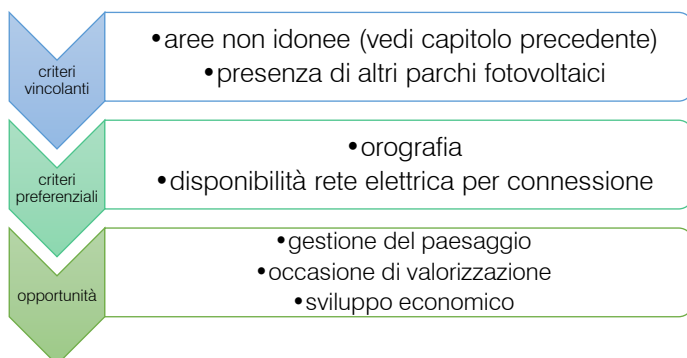 criteri
vincolanti
•aree non idonee (vedi capitolo precedente)
•presenza di altri parchi fotovoltaici
criteri
preferenziali
•orografia
•disponibilità rete elettrica per connessione
opportunità
•gestione del paesaggio
•occasione di valorizzazione
•sviluppo economico